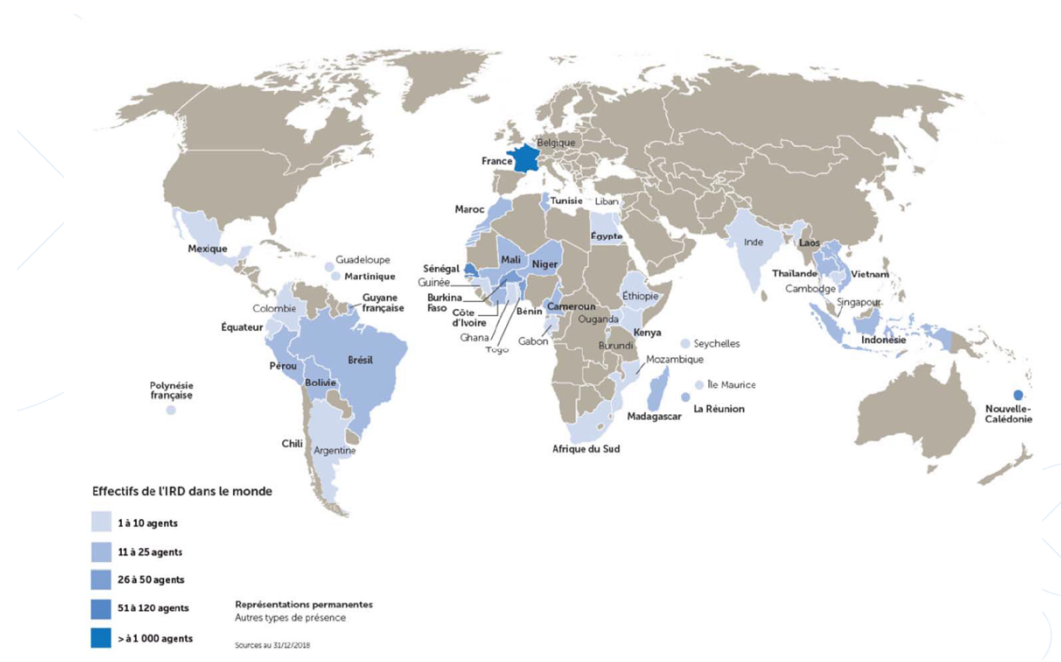 Belgique
France
Tunisie
Liban
Maroc
Égypte
Mexique
Guadeloupe
Martinique
Sénégal
Mali
Niger
Guinée
Burkina
Faso
Côte
d'Ivoire
Bénin
Cameroun
Ghana
Togo
Gabon
Éthiopie
Ouganda
Kenya
Burundi
Inde
Laos
Thaïlande
Vietnam
Cambodge
Singapour
Indonésie
Colombie
Guyane
française
Équateur
Brésil
Pérou
Bolivie
Polynésie
française
Chili
Argentine
Seychelles
Mozambique
Île Maurice
La Réunion
Madagascar
Afrique du Sud
Nouvelle-
Calédonie
Effectifs de l'IRD dans le monde
1 à 10 agents
11 à 25 agents
26 à 50 agents
51 à 120 agents
> à 1 000 agents
Représentations permanentes
Autres types de présence
Sources au 31/12/2018